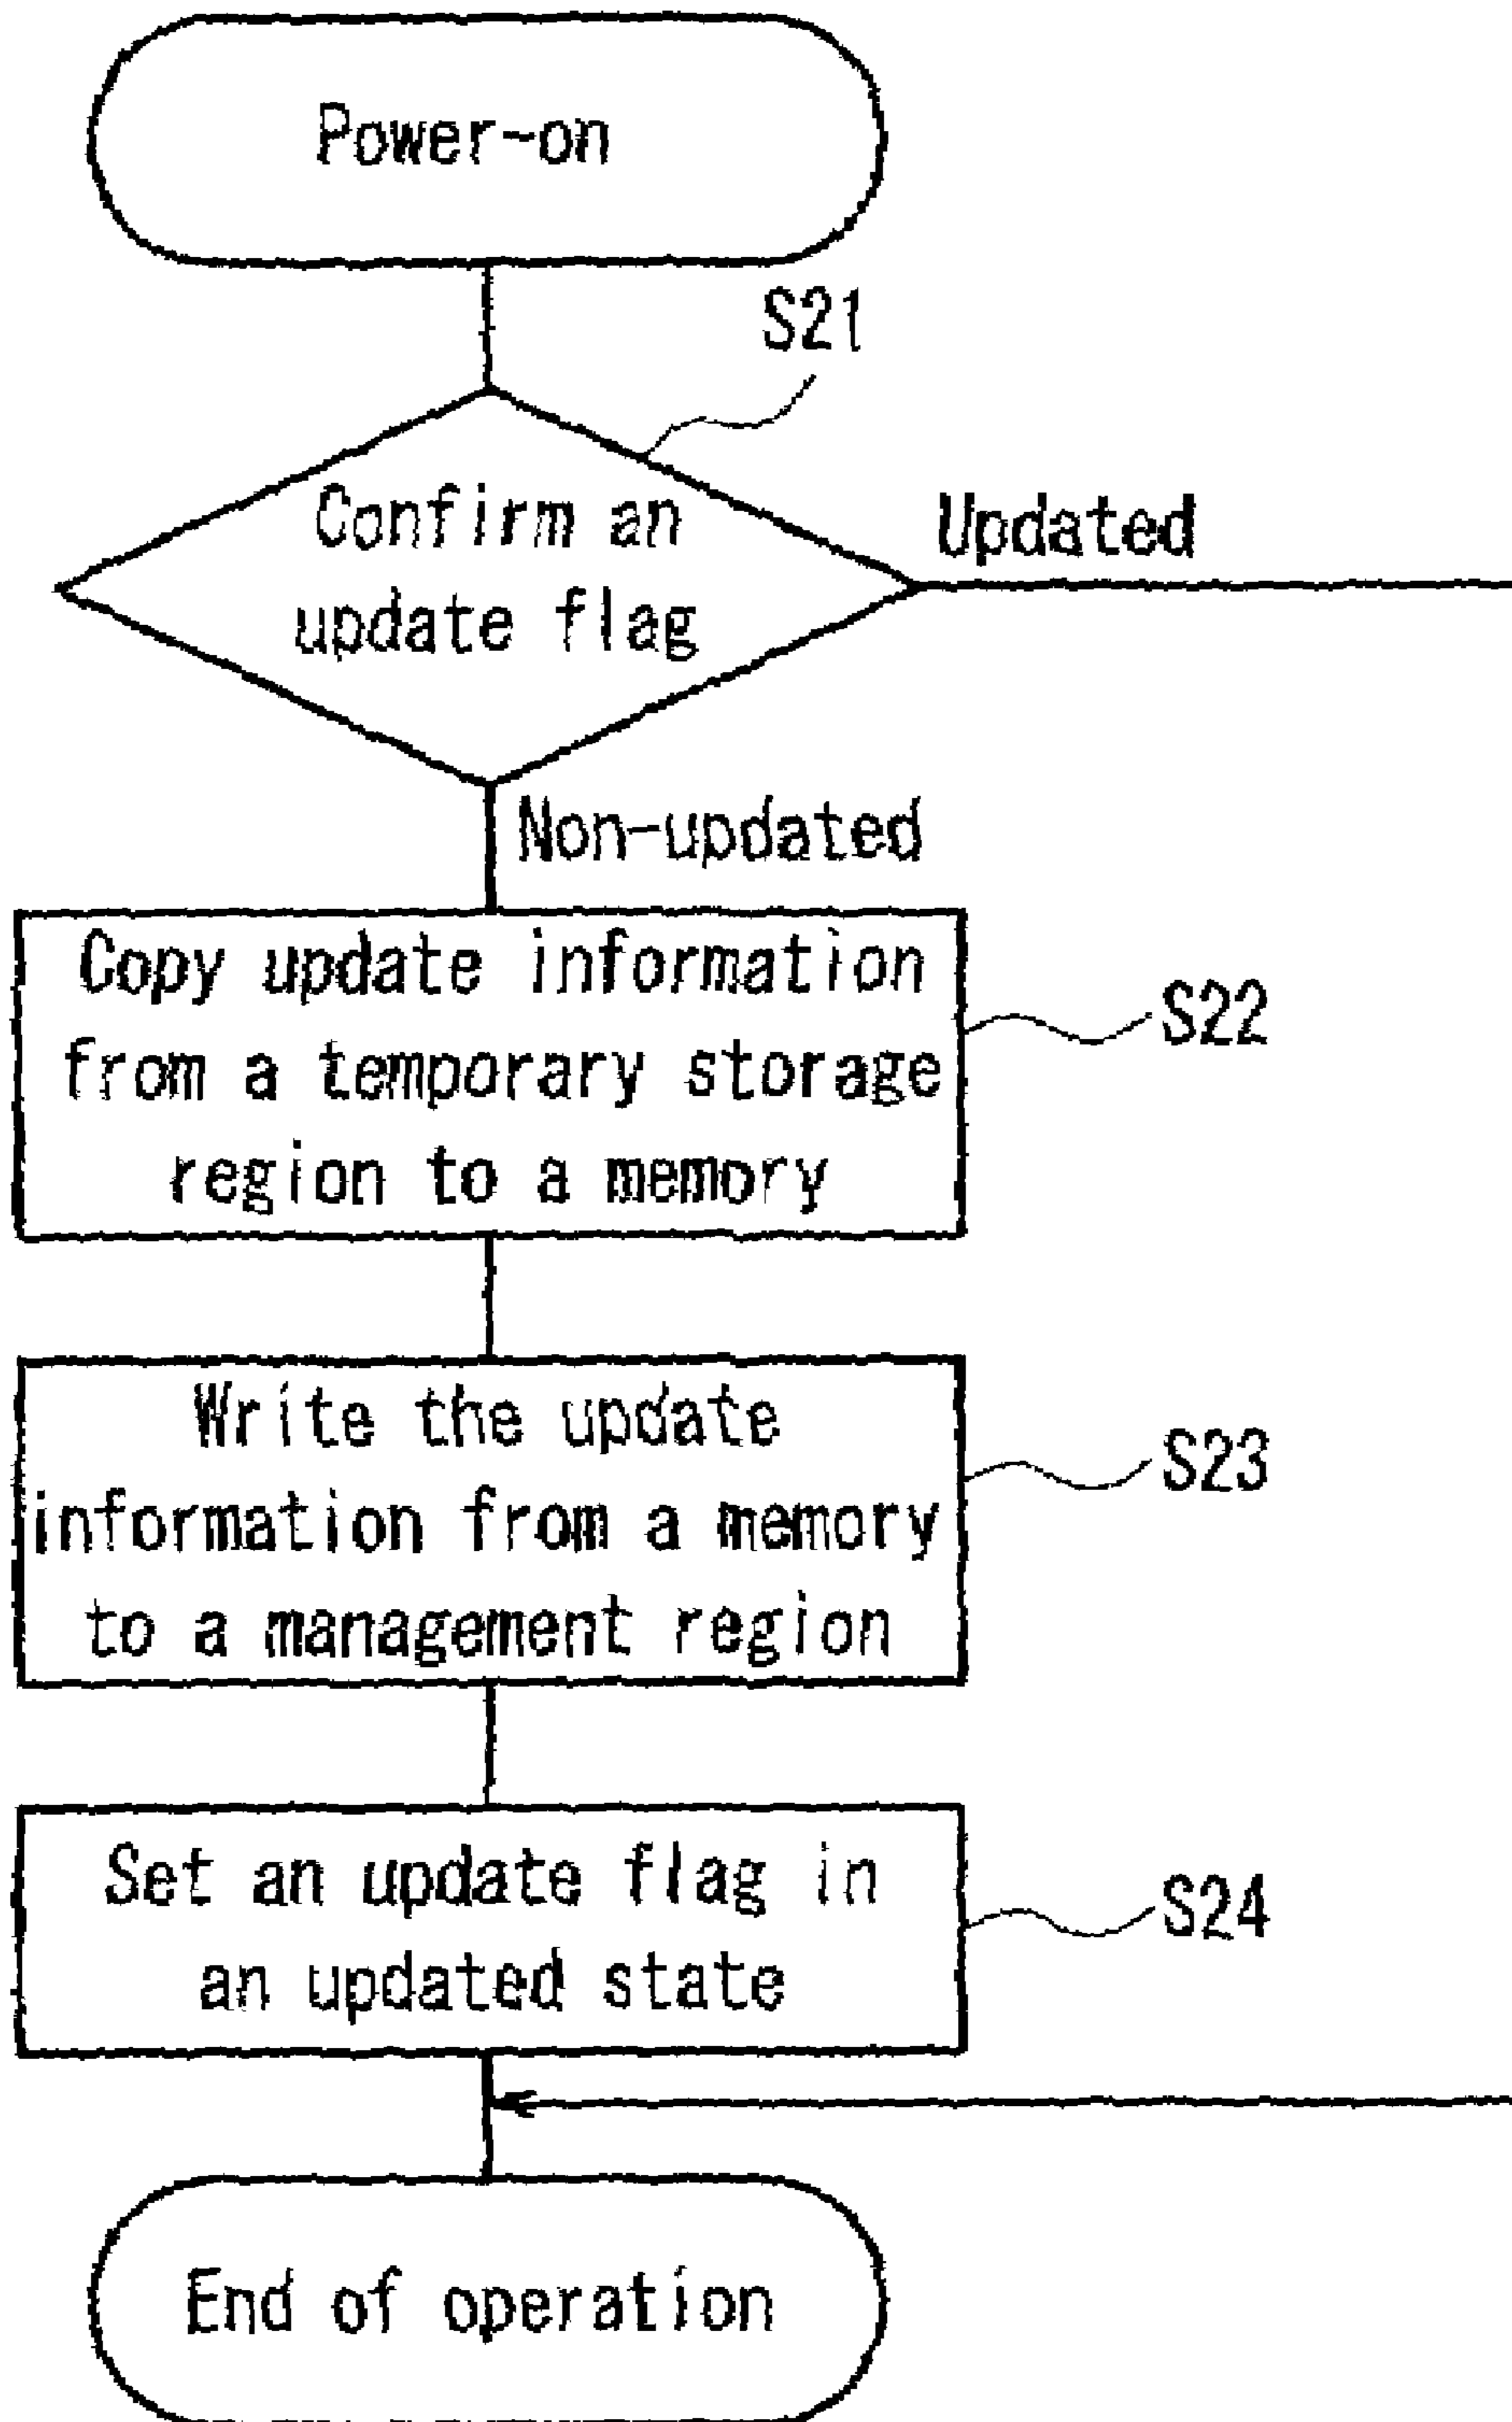 Power-on
S21
Confirm an
update flag
Updated
Non-updated
Copy update information
from a temporary storage
region to a memory
S22
Write the update
information from a memory
to a management region
S23
Set an update flag in
an updated state
S24
End of operation